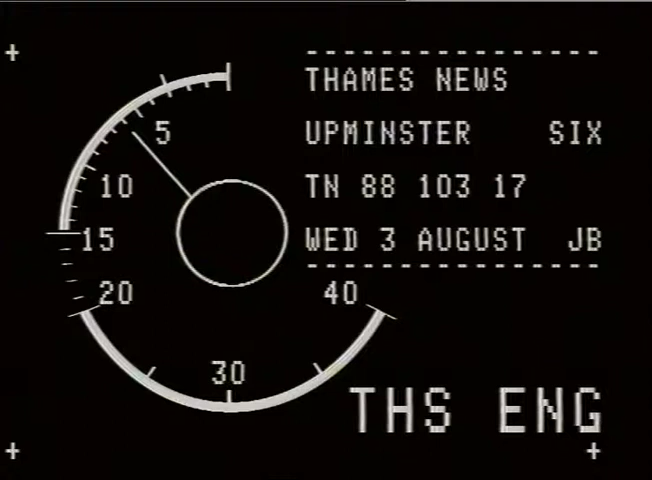 THAMES NEWS
UPMINSTER SIX
TN 88 103 17
WED 3 AUGUST JB
5
10
15
20
30
40
THS ENG